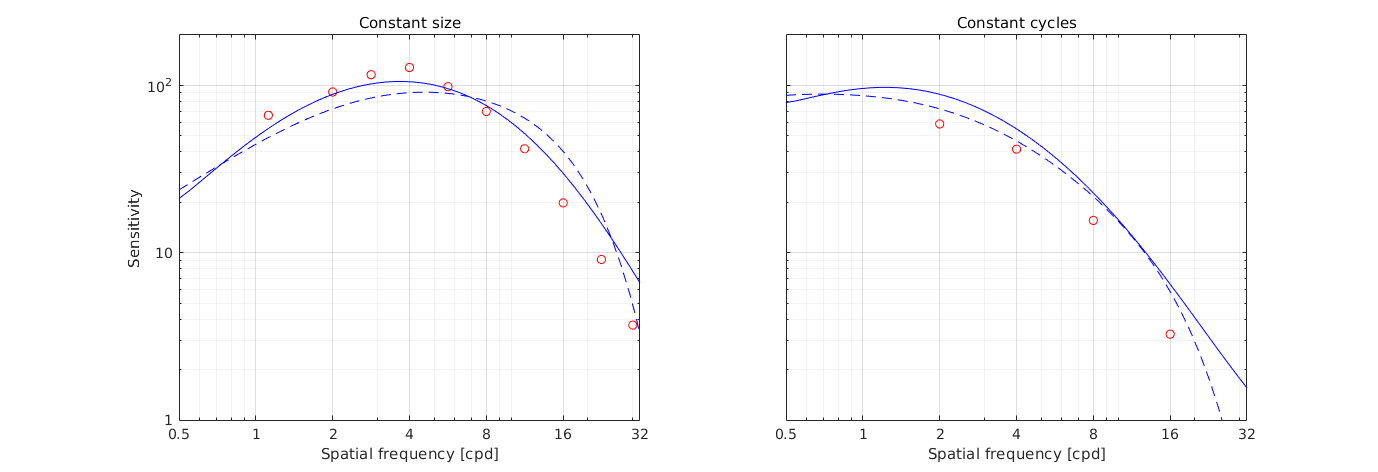 Constant size
Sensitivity
10²
10
1
0.5 1 2 4 8 16 32
Spatial frequency [cpd]
Constant cycles
0.5 1 2 4 8 16 32
Spatial frequency [cpd]